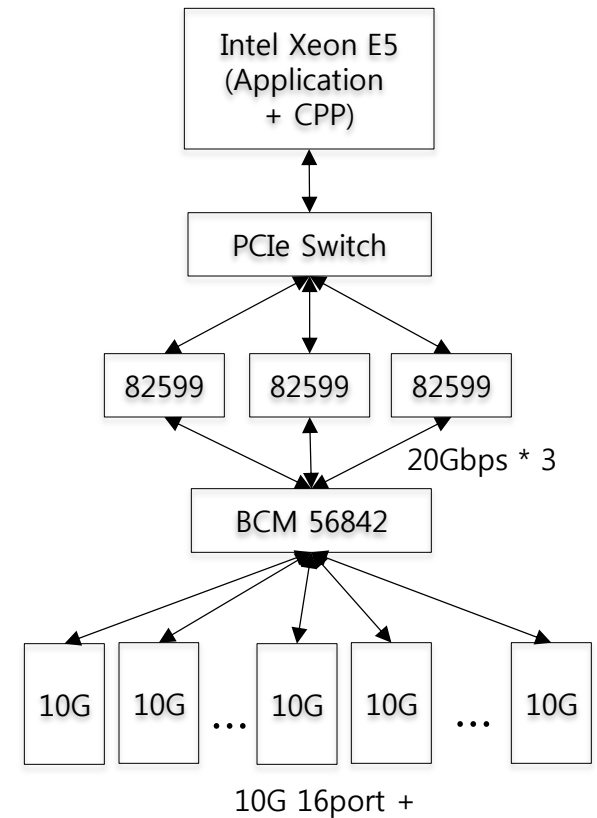 Intel Xeon E5
(Application
+ CPP)
PCIe Switch
82599
82599
82599
20Gbps * 3
BCM 56842
10G
10G
...
10G
10G
...
10G
10G 16port +